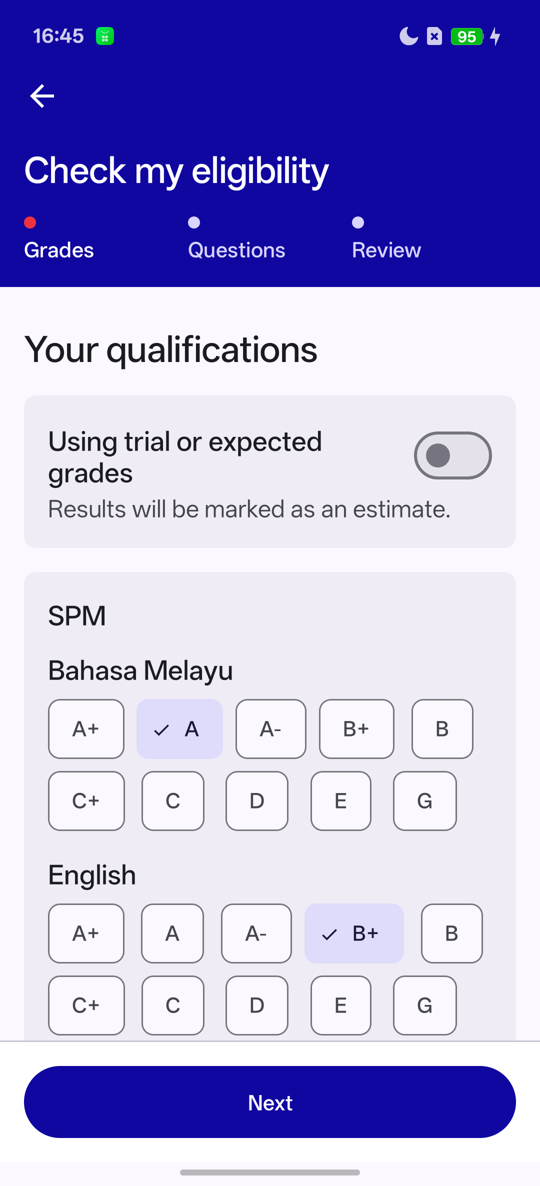 16:45
95
Check my eligibility
Grades
Questions
Review
Your qualifications
Using trial or expected
grades
Results will be marked as an estimate.
SPM
Bahasa Melayu
A+ A A- B+ B
C+ C D E G
English
A+ A A- B+ B
C+ C D E G
Next